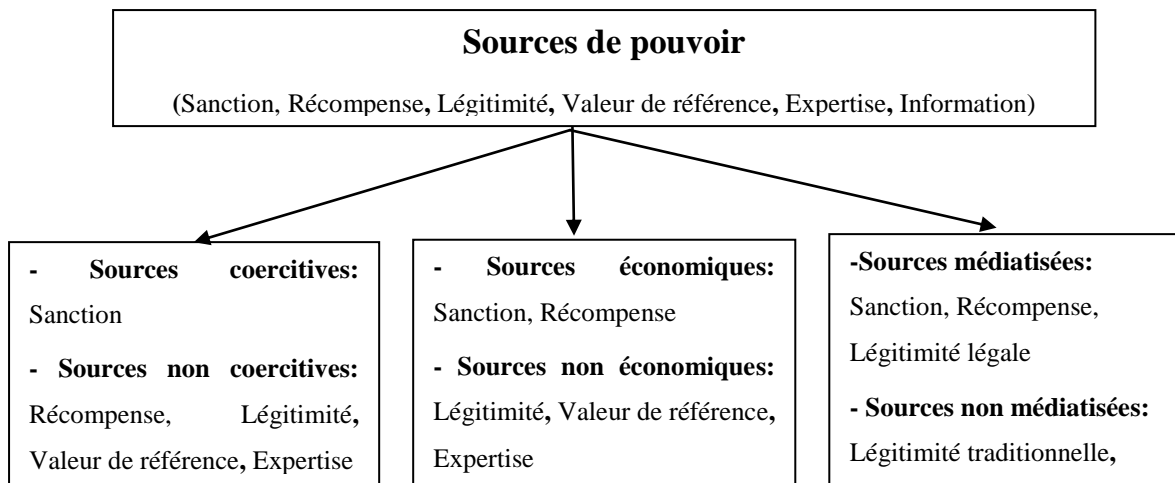 Sources de pouvoir
(Sanction, Récompense, Légitimité, Valeur de référence, Expertise, Information)
- Sources coercitives:
Sanction
- Sources non coercitives:
Récompense, Légitimité,
Valeur de référence, Expertise
- Sources économiques:
Sanction, Récompense
- Sources non économiques:
Légitimité, Valeur de référence,
Expertise
-Sources médiatisées:
Sanction, Récompense,
Légitimité légale
- Sources non médiatisées:
Légitimité traditionnelle,